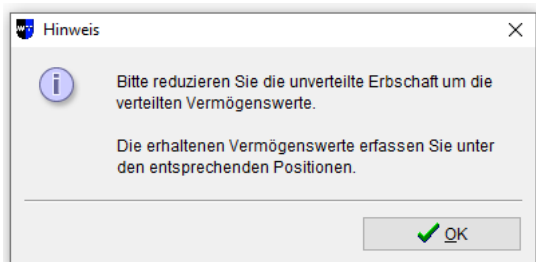 Hinweis
Bitte reduzieren Sie die unverteilte Erbschaft um die
verteilten Vermögenswerte.
Die erhaltenen Vermögenswerte erfassen Sie unter
den entsprechenden Positionen.
OK